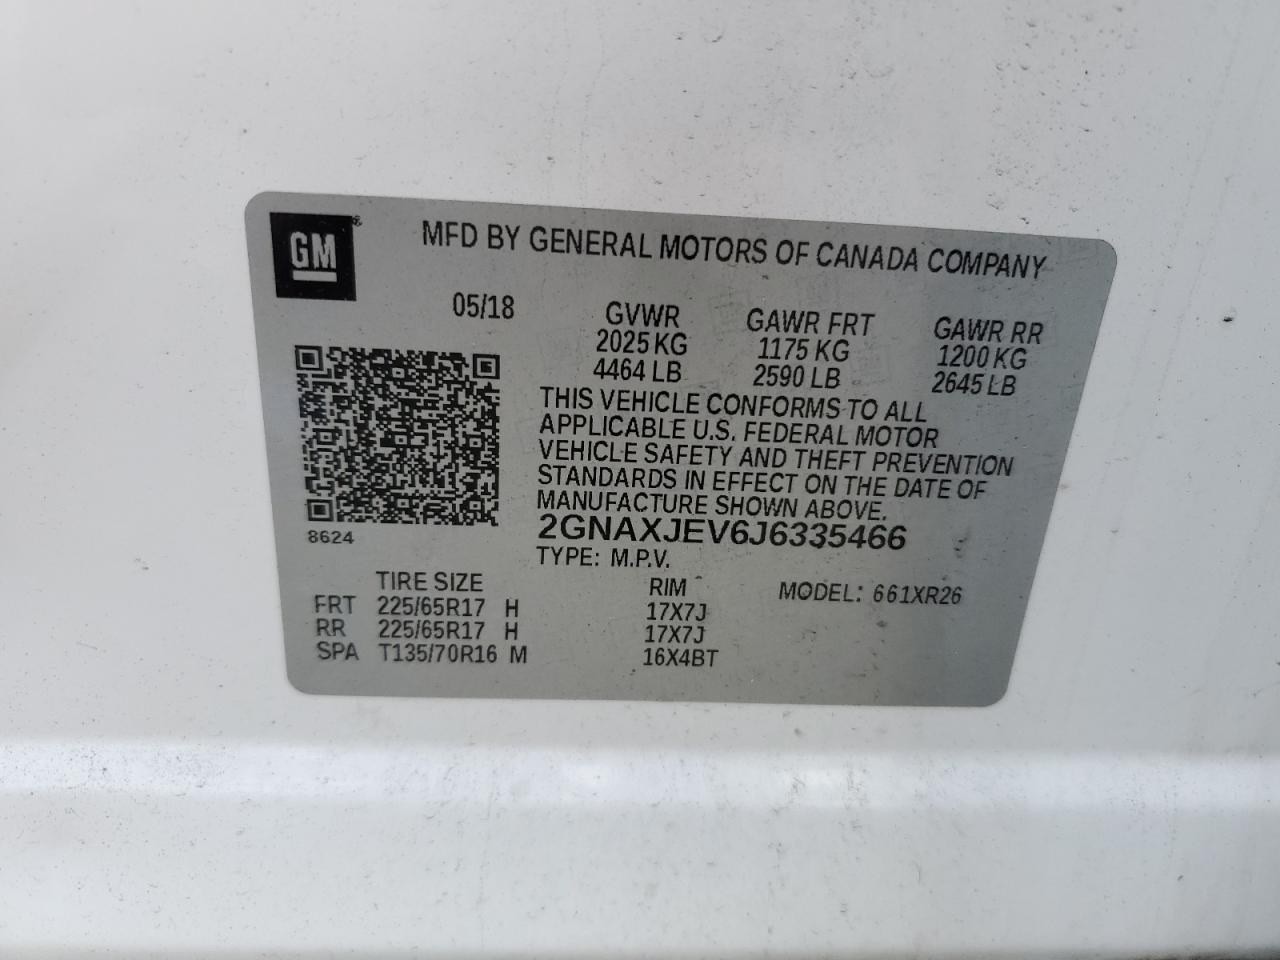 GM
MFD BY GENERAL MOTORS OF CANADA COMPANY
05/18 GVWR GAWR FRT GAWR RR
2025 KG 1175 KG 1200 KG
4464 LB 2590 LB 2645 LB
THIS VEHICLE CONFORMS TO ALL
APPLICABLE U.S. FEDERAL MOTOR
VEHICLE SAFETY AND THEFT PREVENTION
STANDARDS IN EFFECT ON THE DATE OF
MANUFACTURE SHOWN ABOVE.
2GNAXJEV6J6335466
8624
TYPE: M.P.V.
TIRE SIZE RIM MODEL: 661XR26
FRT 225/65R17 H 17X7J
RR 225/65R17 H 17X7J
SPA T135/70R16 M 16X4BT